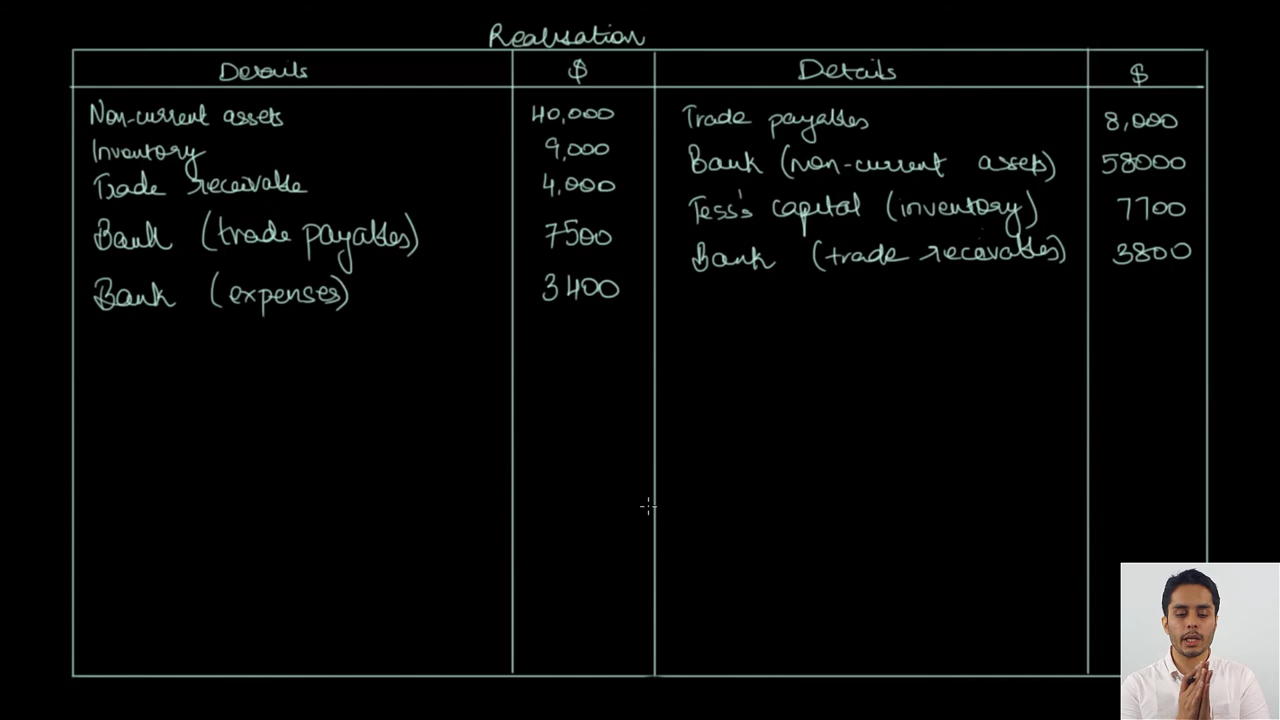 Realisation
Details $ Details $
Non-current assets 40,000 Trade payables 8,000
Inventory 9,000 Bank (non-current assets) 58000
Trade receivable 4,000 Tess's capital (inventory) 7700
Bank (trade payables) 7500 Bank (trade receivables) 3800
Bank (expenses) 3400